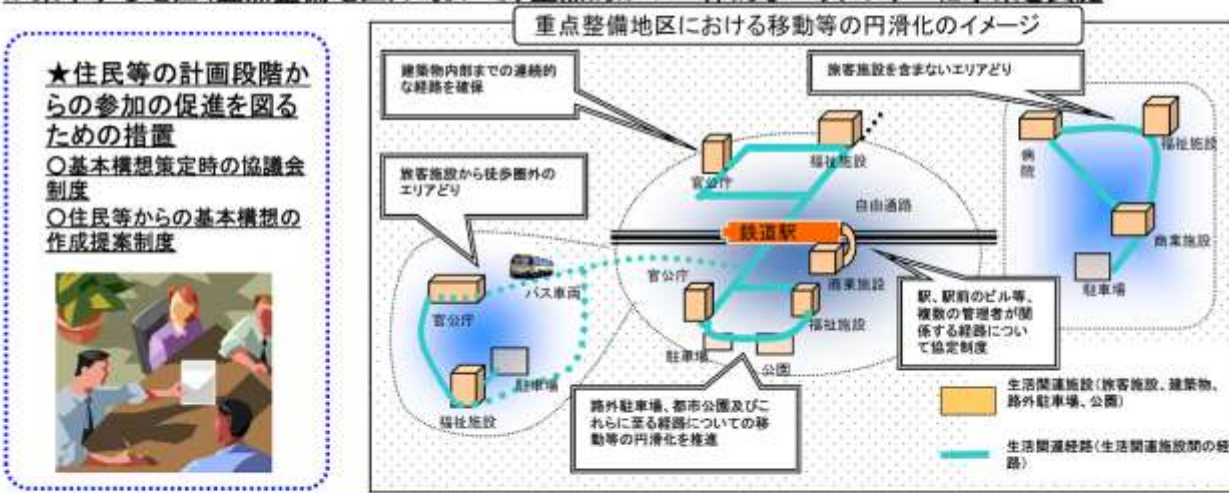 重点整備地区における移動等の円滑化のイメージ
★住民等の計画段階か
らの参加の促進を図る
ための措置
○基本構想策定時の協議会
制度
○住民等からの基本構想の
作成提案制度
建築物内部までの連続的
な経路を確保
旅客施設を含まないエリアどり
旅客施設から徒歩圏外の
エリアどり
官公庁
福祉施設
自由通路
鉄道駅
官公庁
商業施設
福祉施設
駐車場
公園
病
院
福祉施設
商業施設
駐車場
バス車両
官公庁
駐車場
福祉施設
駅、駅前のビル等、
複数の管理者が関
係する経路につい
て協定制度
路外駐車場、都市公園及びこ
れらに至る経路についての移
動等の円滑化を推進
生活関連施設(旅客施設、建築物、
路外駐車場、公園)
生活関連経路(生活関連施設間の経
路)